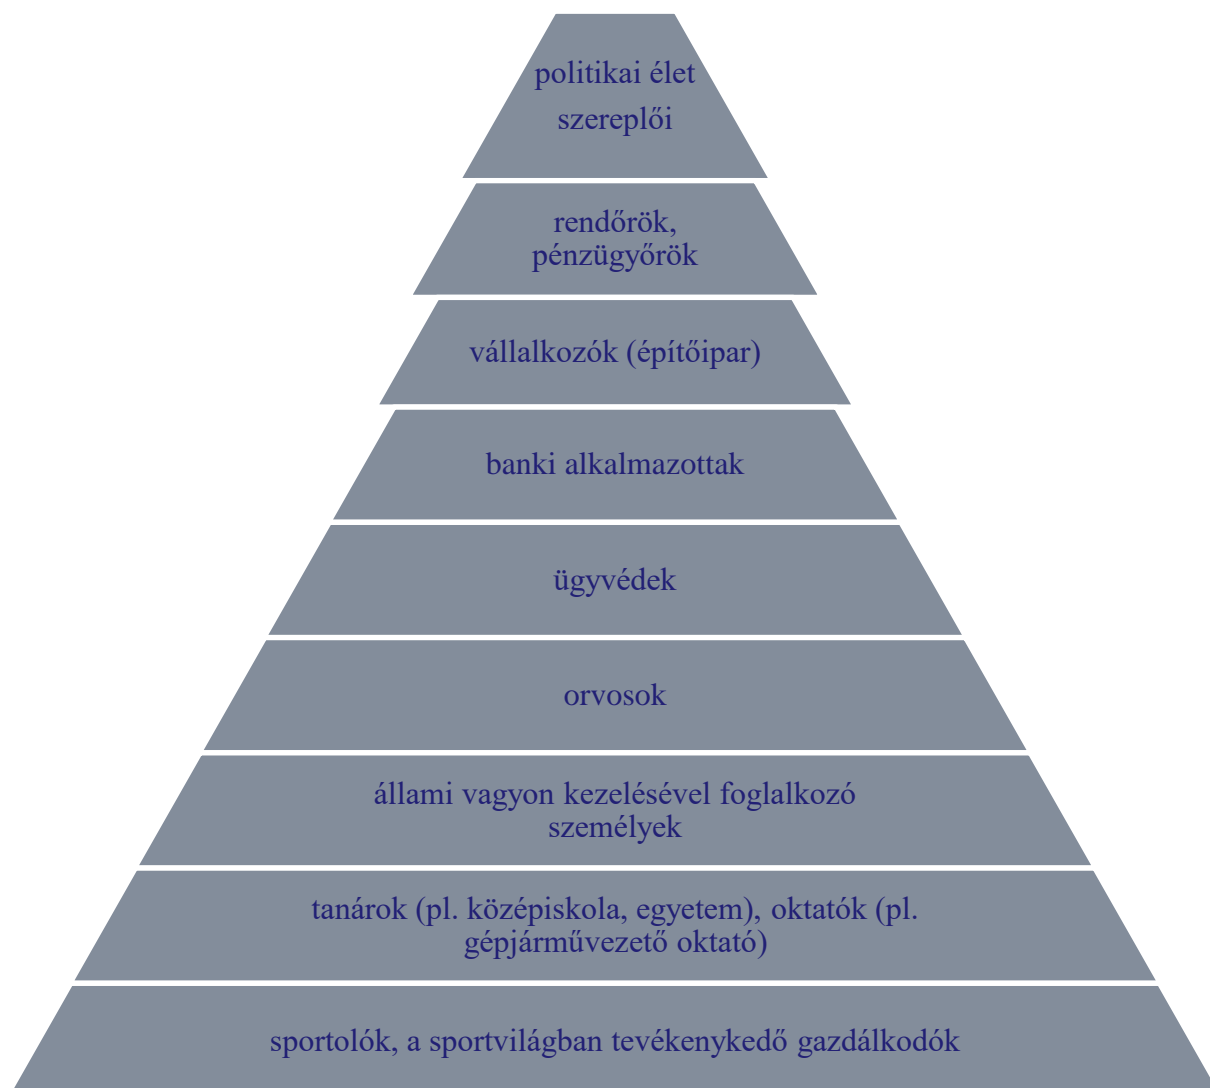 politikai élet
szereplői
rendőrök,
pénzügyőrök
vállalkozók (építőipar)
banki alkalmazottak
ügyvédek
orvosok
állami vagyon kezelésével foglalkozó
személyek
tanárok (pl. középiskola, egyetem), oktatók (pl.
gépjárművezető oktató)
sportolók, a sportvilágban tevékenykedő gazdálkodók